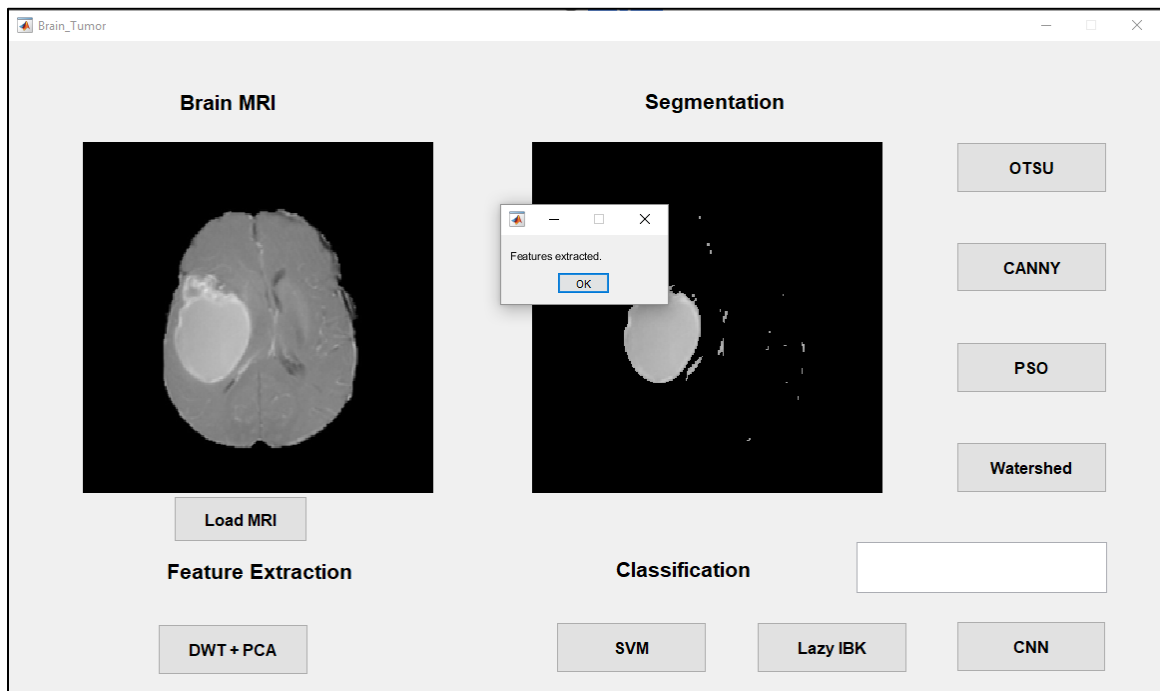 Brain_Tumor
Brain MRI
Segmentation
OTSU
Features extracted.
OK
CANNY
PSO
Watershed
Load MRI
Feature Extraction
Classification
DWT + PCA
SVM
Lazy IBK
CNN